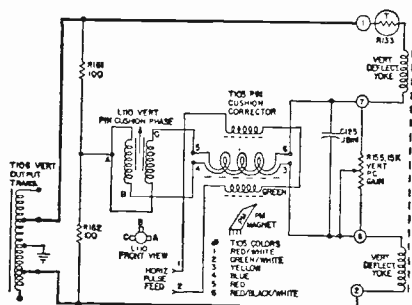 1
T
R133
VERT
DEFLECT
YOKE
R161
100
L110 VERT
PIN CUSHION PHASE
T105 PIN
CUSHION
CORRECTOR
C
A
B
5
4
6
3
7
T106 VERT
OUTPUT
TRANS.
C125
R155, 15K
VERT
PC
GAIN
GREEN
R162
100
B
C
A
L110
FRONT VIEW
PM
MAGNET
HORIZ
PULSE
FEED
1
2
T105 COLORS
1 RED/WHITE
2 GREEN/WHITE
3 YELLOW
4 BLUE
5 RED
6 RED/BLACK/WHITE
VERT
DEFLECT
YOKE
2